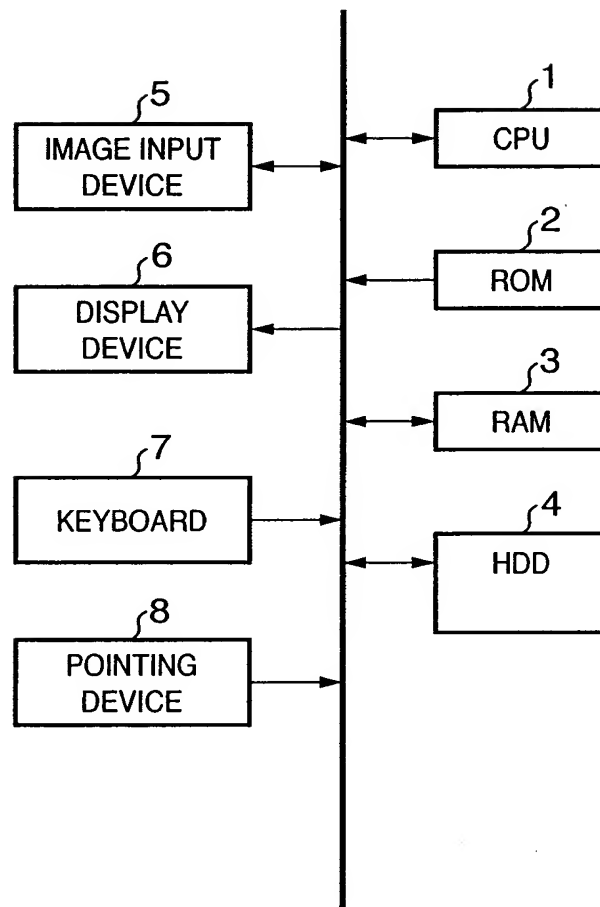 5
IMAGE INPUT
DEVICE
6
DISPLAY
DEVICE
7
KEYBOARD
8
POINTING
DEVICE
1
CPU
2
ROM
3
RAM
4
HDD